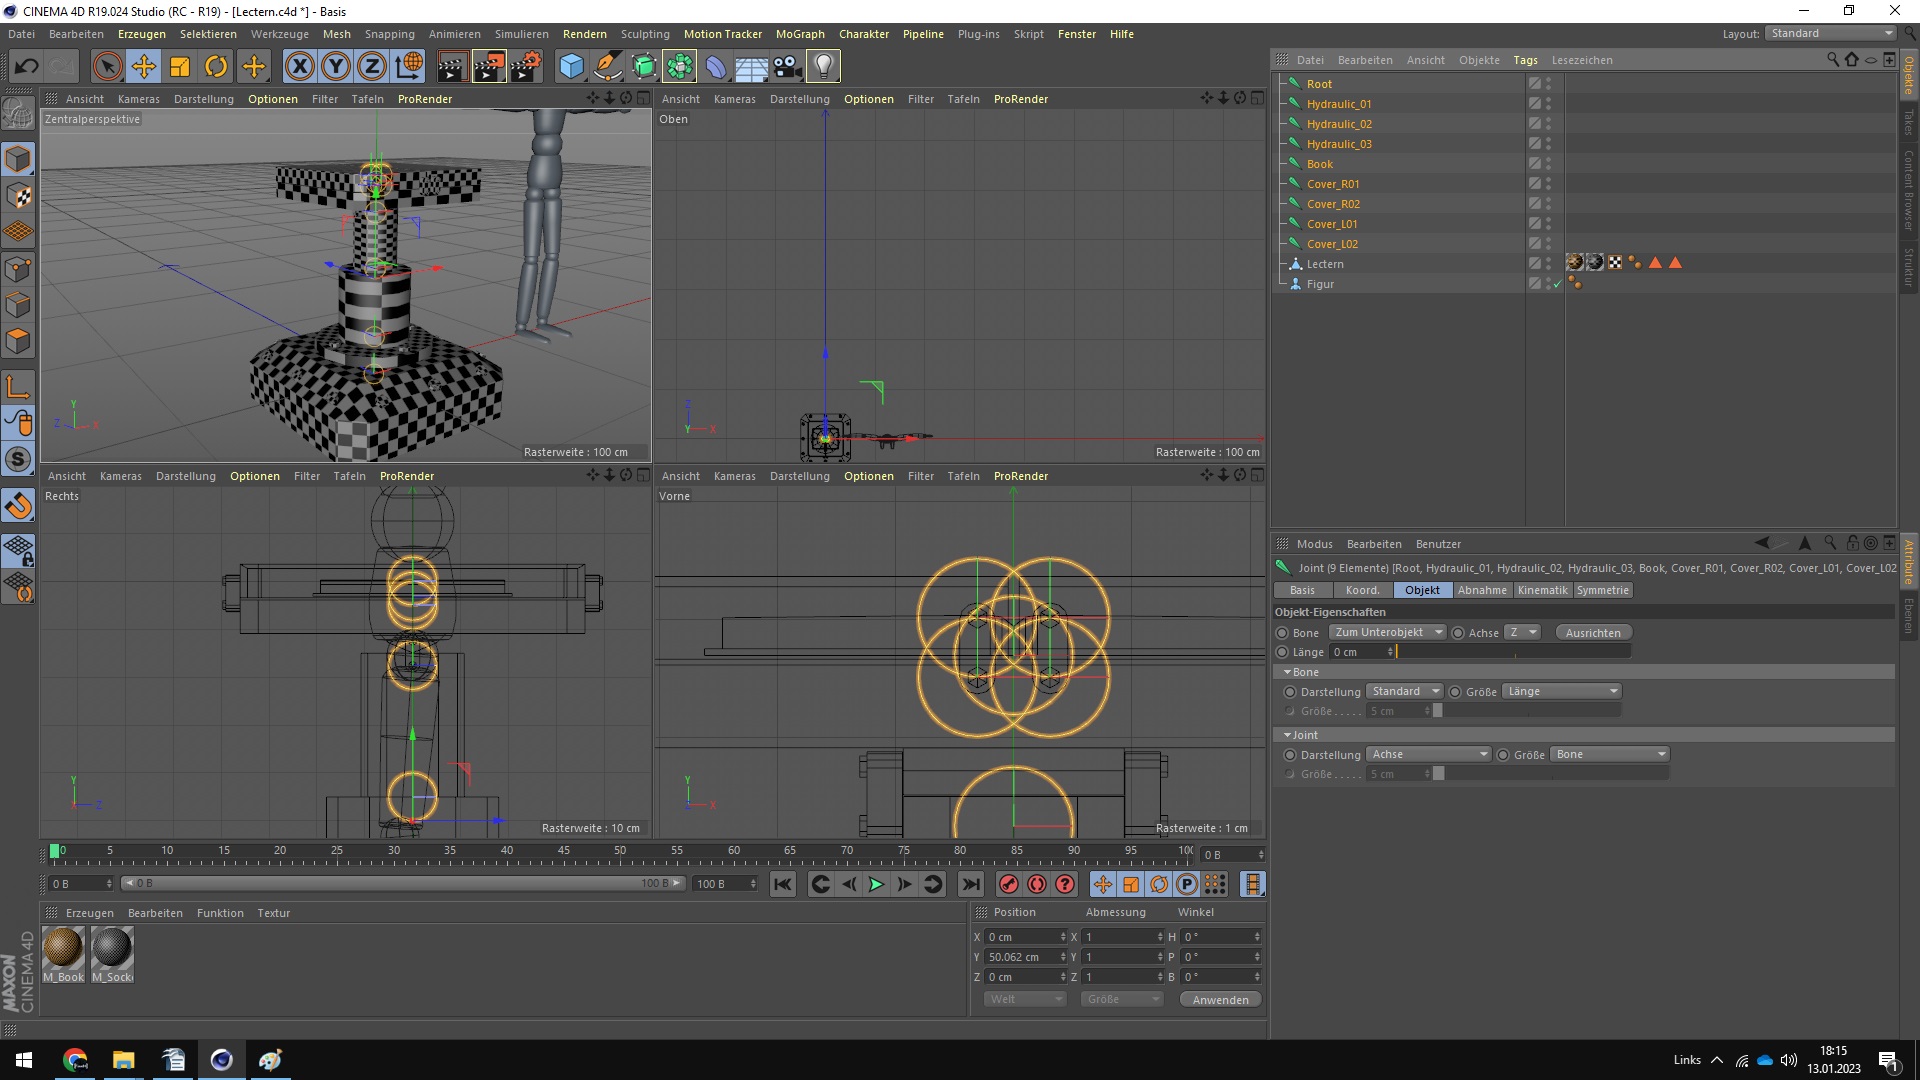 CINEMA 4D R19.024 Studio (RC - R19) - [Lectern.c4d *] - Basis
Datei Bearbeiten Erzeugen Selektieren Werkzeuge Mesh Snapping Animieren Simulieren Rendern Sculpting Motion Tracker MoGraph Charakter Pipeline Plug-ins Skript Fenster Hilfe Layout: Standard
Ansicht Kameras Darstellung Optionen Filter Tafeln ProRender
Zentralperspektive
Rasterweite : 100 cm
Ansicht Kameras Darstellung Optionen Filter Tafeln ProRender
Oben
Rasterweite : 100 cm
Ansicht Kameras Darstellung Optionen Filter Tafeln ProRender
Rechts
Rasterweite : 10 cm
Ansicht Kameras Darstellung Optionen Filter Tafeln ProRender
Vorne
Rasterweite : 1 cm
Datei Bearbeiten Ansicht Objekte Tags Lesezeichen
Root
Hydraulic_01
Hydraulic_02
Hydraulic_03
Book
Cover_R01
Cover_R02
Cover_L01
Cover_L02
Lectern
Figur
Objekte
Takes
Content Browser
Struktur
Modus Bearbeiten Benutzer
Joint (9 Elemente) [Root, Hydraulic_01, Hydraulic_02, Hydraulic_03, Book, Cover_R01, Cover_R02, Cover_L01, Cover_L02
Basis Koord. Objekt Abnahme Kinematik Symmetrie
Objekt-Eigenschaften
Bone Zum Unterobjekt Achse Z Ausrichten
Länge 0 cm
Bone
Darstellung Standard Größe Länge
Größe . . . . . 5 cm
Joint
Darstellung Achse Größe Bone
Größe . . . . . 5 cm
Attribute
Ebenen
0 5 10 15 20 25 30 35 40 45 50 55 60 65 70 75 80 85 90 95 100 0 B
0 B 0 B 100 B 100 B
Erzeugen Bearbeiten Funktion Textur
M_Book M_Sock
MAXON CINEMA 4D
Position Abmessung Winkel
X 0 cm X 1 H 0 °
Y 50.062 cm Y 1 P 0 °
Z 0 cm Z 1 B 0 °
Welt Größe Anwenden
Links 18:15
13.01.2023
1